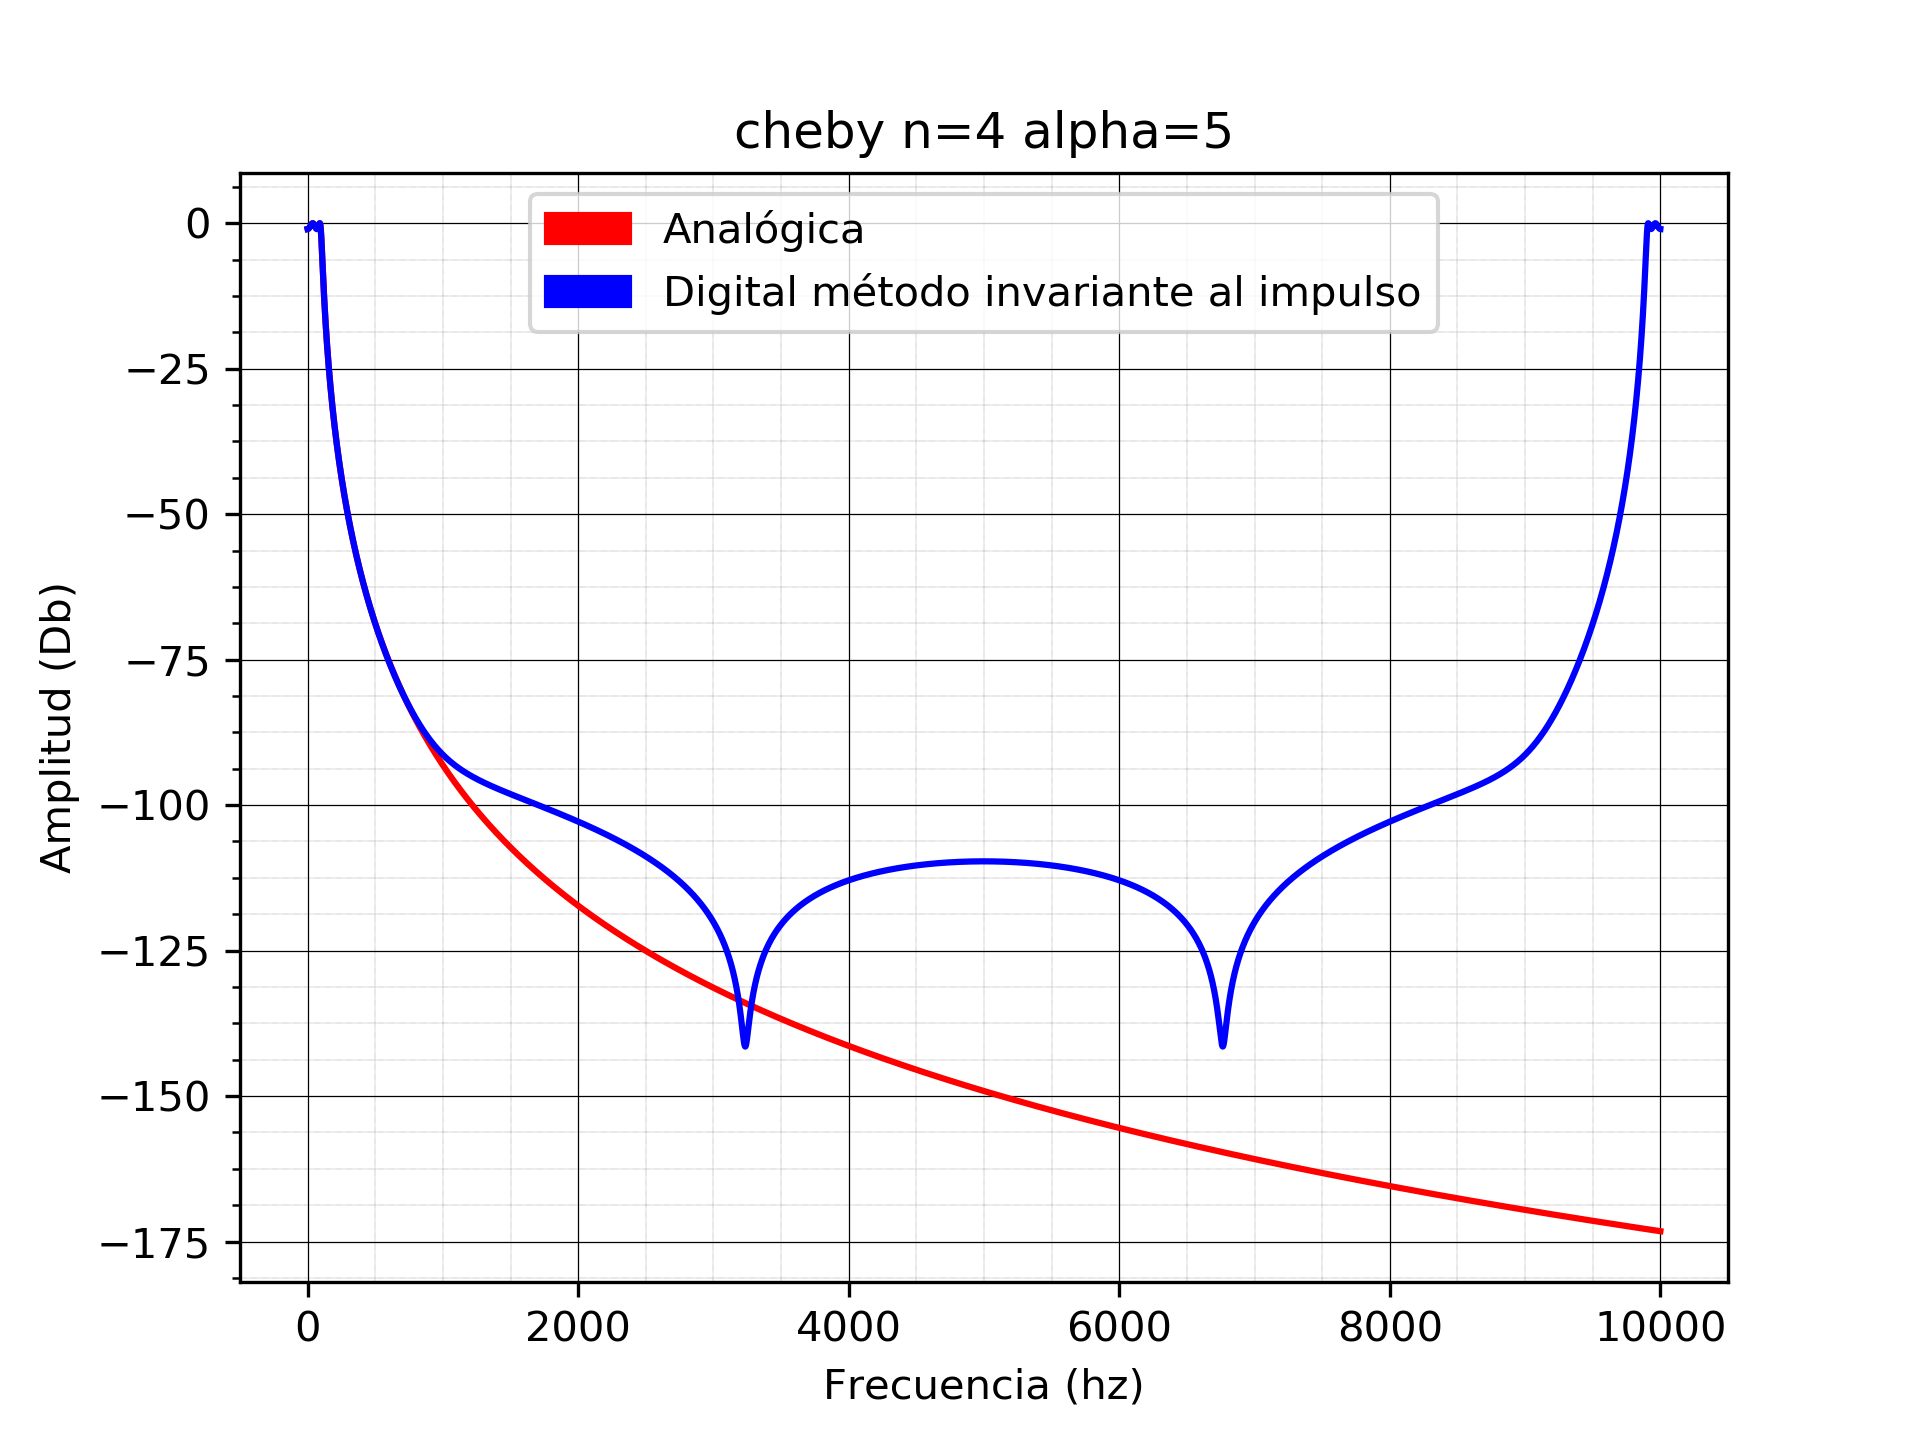 cheby n=4 alpha=5
Analógica
Digital método invariante al impulso
0
−25
−50
−75
−100
−125
−150
−175
Amplitud (Db)
0 2000 4000 6000 8000 10000
Frecuencia (hz)